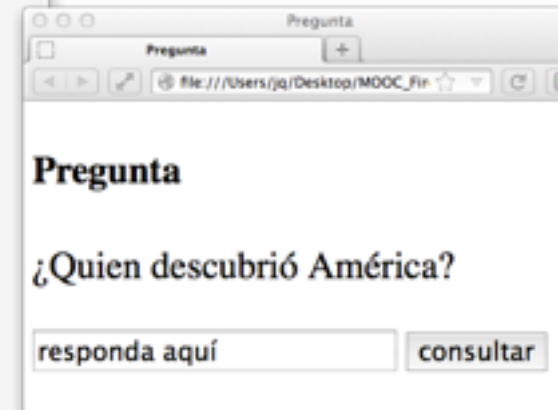 Pregunta
Pregunta
file:///Users/jq/Desktop/MOOC_Fir
Pregunta
¿Quien descubrió América?
responda aquí
consultar